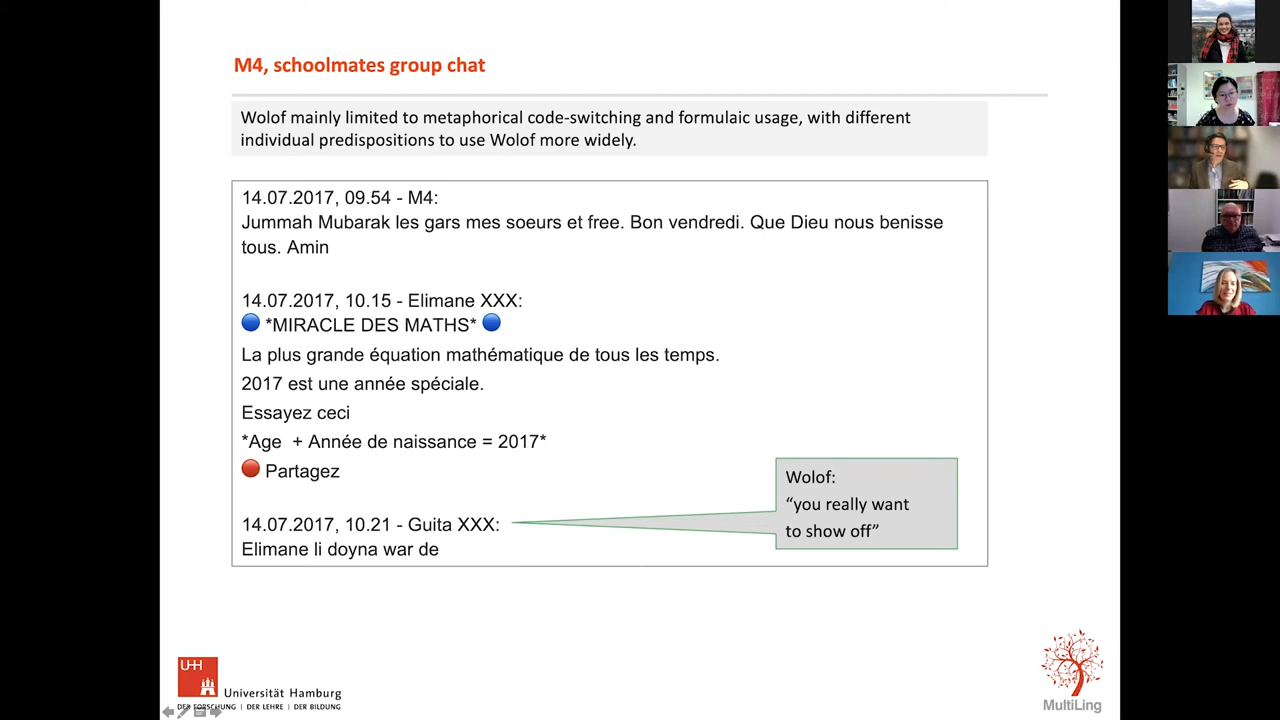 M4, schoolmates group chat
Wolof mainly limited to metaphorical code-switching and formulaic usage, with different
individual predispositions to use Wolof more widely.
14.07.2017, 09.54 - M4:
Jummah Mubarak les gars mes soeurs et free. Bon vendredi. Que Dieu nous benisse
tous. Amin
14.07.2017, 10.15 - Elimane XXX:
*MIRACLE DES MATHS*
La plus grande équation mathématique de tous les temps.
2017 est une année spéciale.
Essayez ceci
*Age + Année de naissance = 2017*
Partagez
14.07.2017, 10.21 - Guita XXX:
Elimane li doyna war de
Wolof:
“you really want
to show off”
UH
Universität Hamburg
DER FORSCHUNG | DER LEHRE | DER BILDUNG
MultiLing